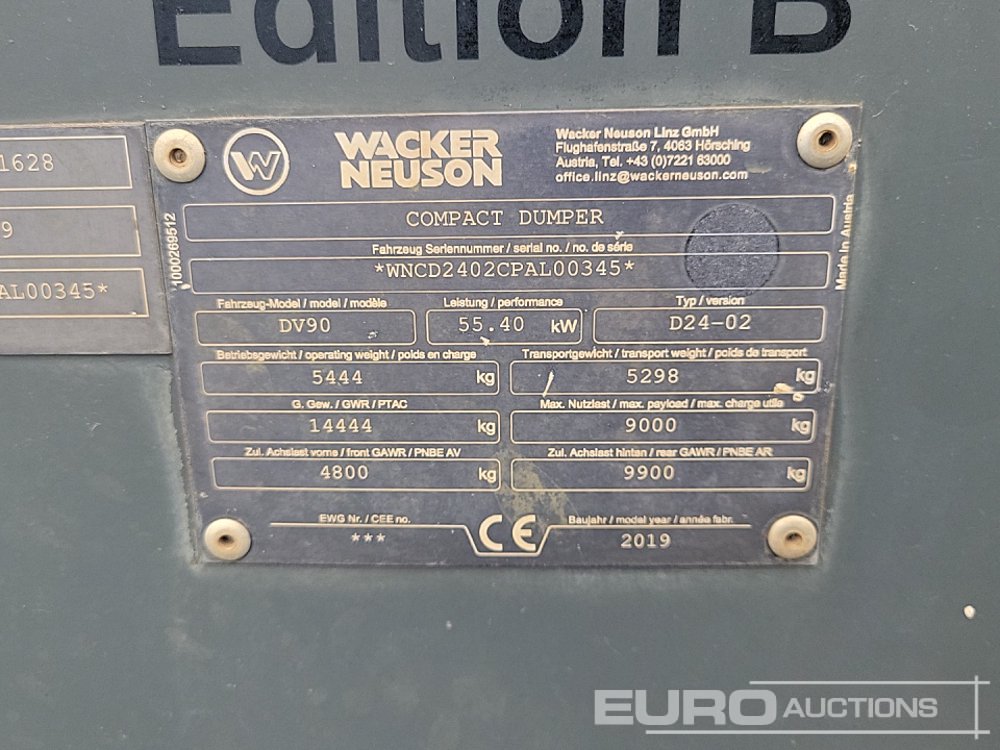 Edition B
1628
9
AL00345*
WACKER
NEUSON
Wacker Neuson Linz GmbH
Flughafenstraße 7, 4063 Hörsching
Austria, Tel. +43 (0)7221 63000
office.linz@wackerneuson.com
COMPACT DUMPER
Fahrzeug Seriennummer / serial no. / no. de série
*WNCD2402CPAL00345*
Fahrzeug-Model / model / modèle
Leistung / performance
Typ / version
DV90
55.40 kW
D24-02
Betriebsgewicht / operating weight / poids en charge
Transportgewicht / transport weight / poids de transport
5444 kg
5298 kg
G. Gew. / GWR / PTAC
Max. Nutzlast / max. payload / max. charge utile
14444 kg
9000 kg
Zul. Achslast vorne / front GAWR / PNBE AV
Zul. Achslast hinten / rear GAWR / PNBE AR
4800 kg
9900 kg
EWG Nr. / CEE no.
Baujahr / model year / année fabr.
***
CE
2019
1000269512
Made in Austria
EURO AUCTIONS